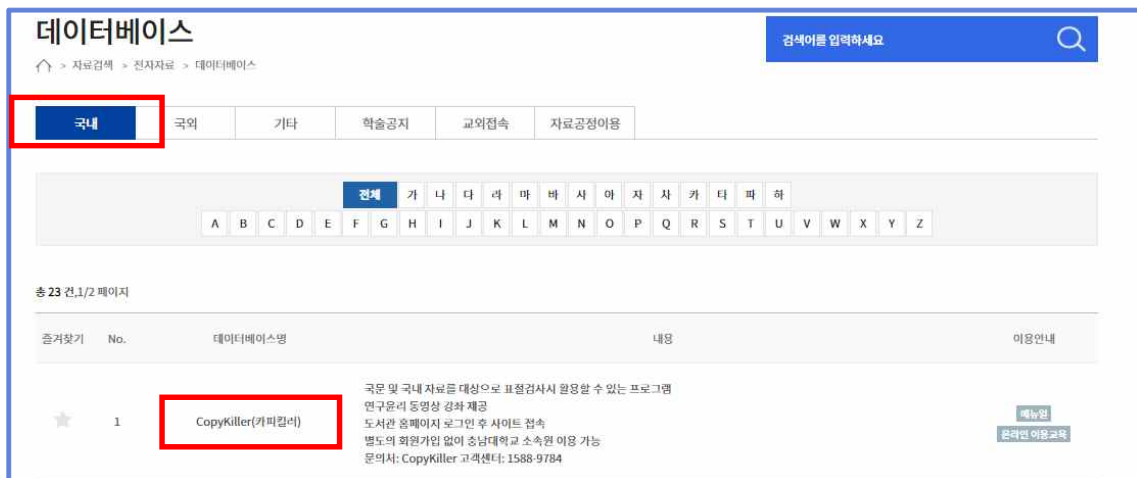 데이터베이스
검색어를 입력하세요
> 자료검색 > 전자자료 > 데이터베이스
국내 국외 기타 학술공지 교외접속 자료공정이용
전체 가 나 다 라 마 바 사 아 자 차 카 타 파 하
A B C D E F G H I J K L M N O P Q R S T U V W X Y Z
총 23 건,1/2 페이지
즐겨찾기 No. 데이터베이스명 내용 이용안내
국문 및 국내 자료를 대상으로 표절검사시 활용할 수 있는 프로그램
연구윤리 동영상 강좌 제공
1 CopyKiller(카피킬러) 도서관 홈페이지 로그인 후 사이트 접속
별도의 회원가입 없이 충남대학교 소속원 이용 가능
문의처: CopyKiller 고객센터: 1588-9784
매뉴얼
온라인 이용교육